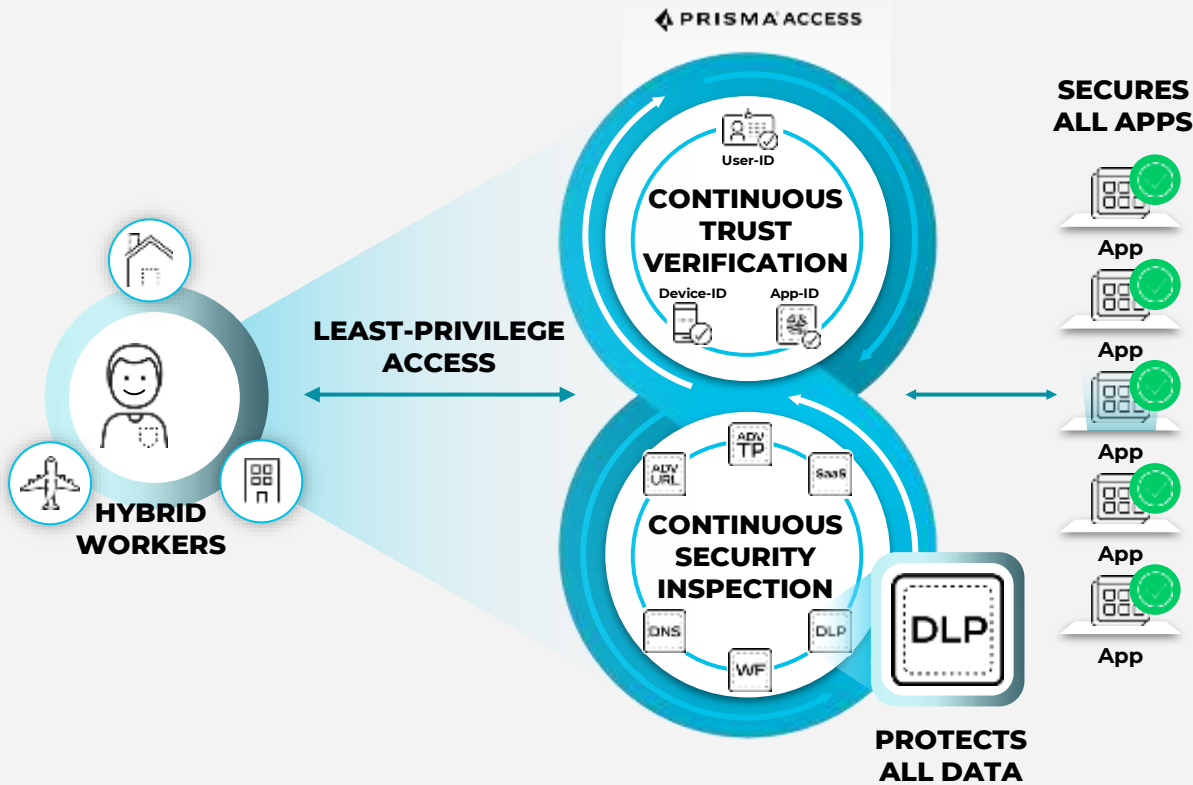 PRISMA ACCESS
SECURES
ALL APPS
User-ID
CONTINUOUS
TRUST
VERIFICATION
Device-ID
App-ID
LEAST-PRIVILEGE
ACCESS
HYBRID
WORKERS
ADV
TP
ADV
URL
SaaS
CONTINUOUS
SECURITY
INSPECTION
DNS
DLP
WF
DLP
PROTECTS
ALL DATA
App
App
App
App
App